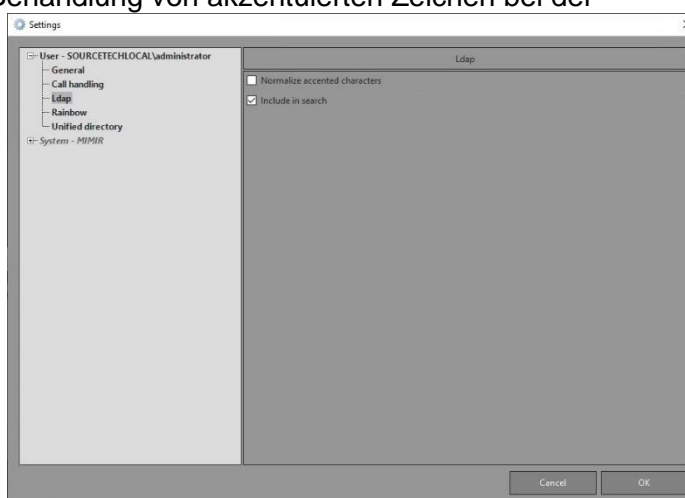 Behandlung von akzentuierten Zeichen bei der
Settings
User - SOURCETECHLOCAL\administrator
General
Call handling
Ldap
Rainbow
Unified directory
System - MIMIR
Ldap
Normalize accented characters
Include in search
Cancel
OK